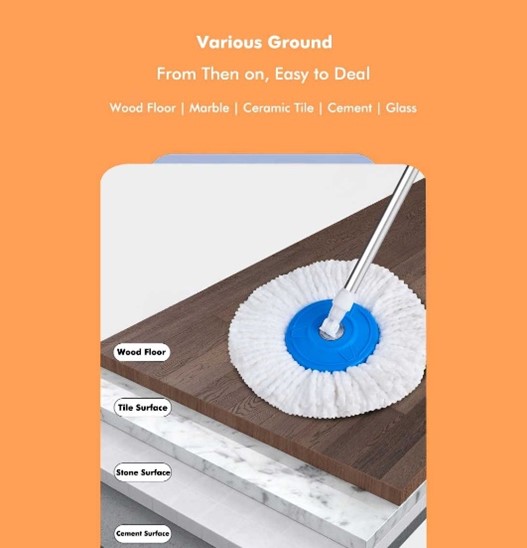 Various Ground
From Then on, Easy to Deal
Wood Floor | Marble | Ceramic Tile | Cement | Glass
Wood Floor
Tile Surface
Stone Surface
Cement Surface